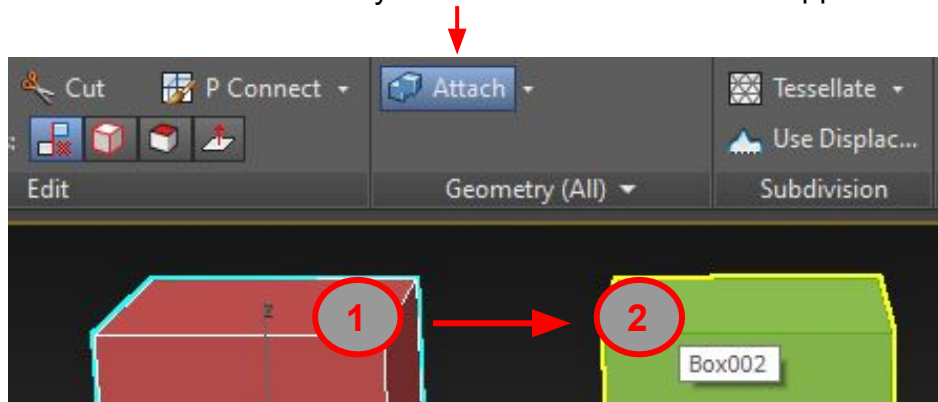 Cut P Connect Attach Tessellate
Use Displac...
Edit Geometry (All) Subdivision
z
1 2
Box002